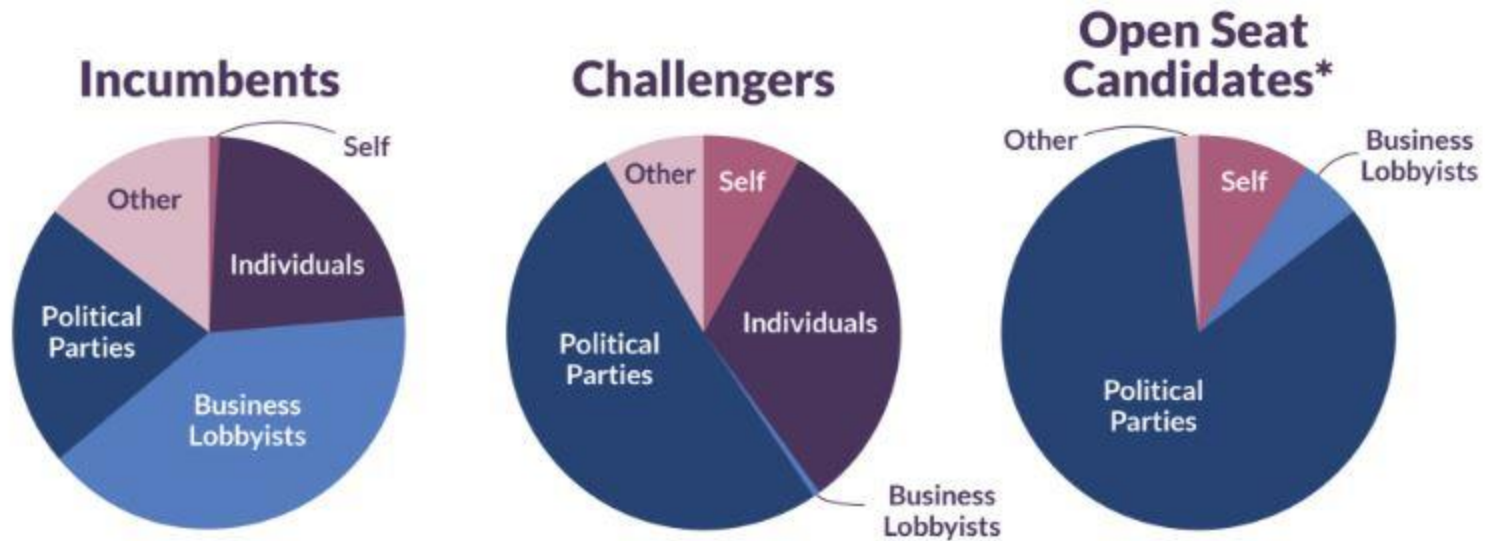 Incumbents
Self
Other
Individuals
Political
Parties
Business
Lobbyists
Challengers
Other
Self
Individuals
Political
Parties
Business
Lobbyists
Open Seat
Candidates*
Other
Business
Lobbyists
Self
Political
Parties